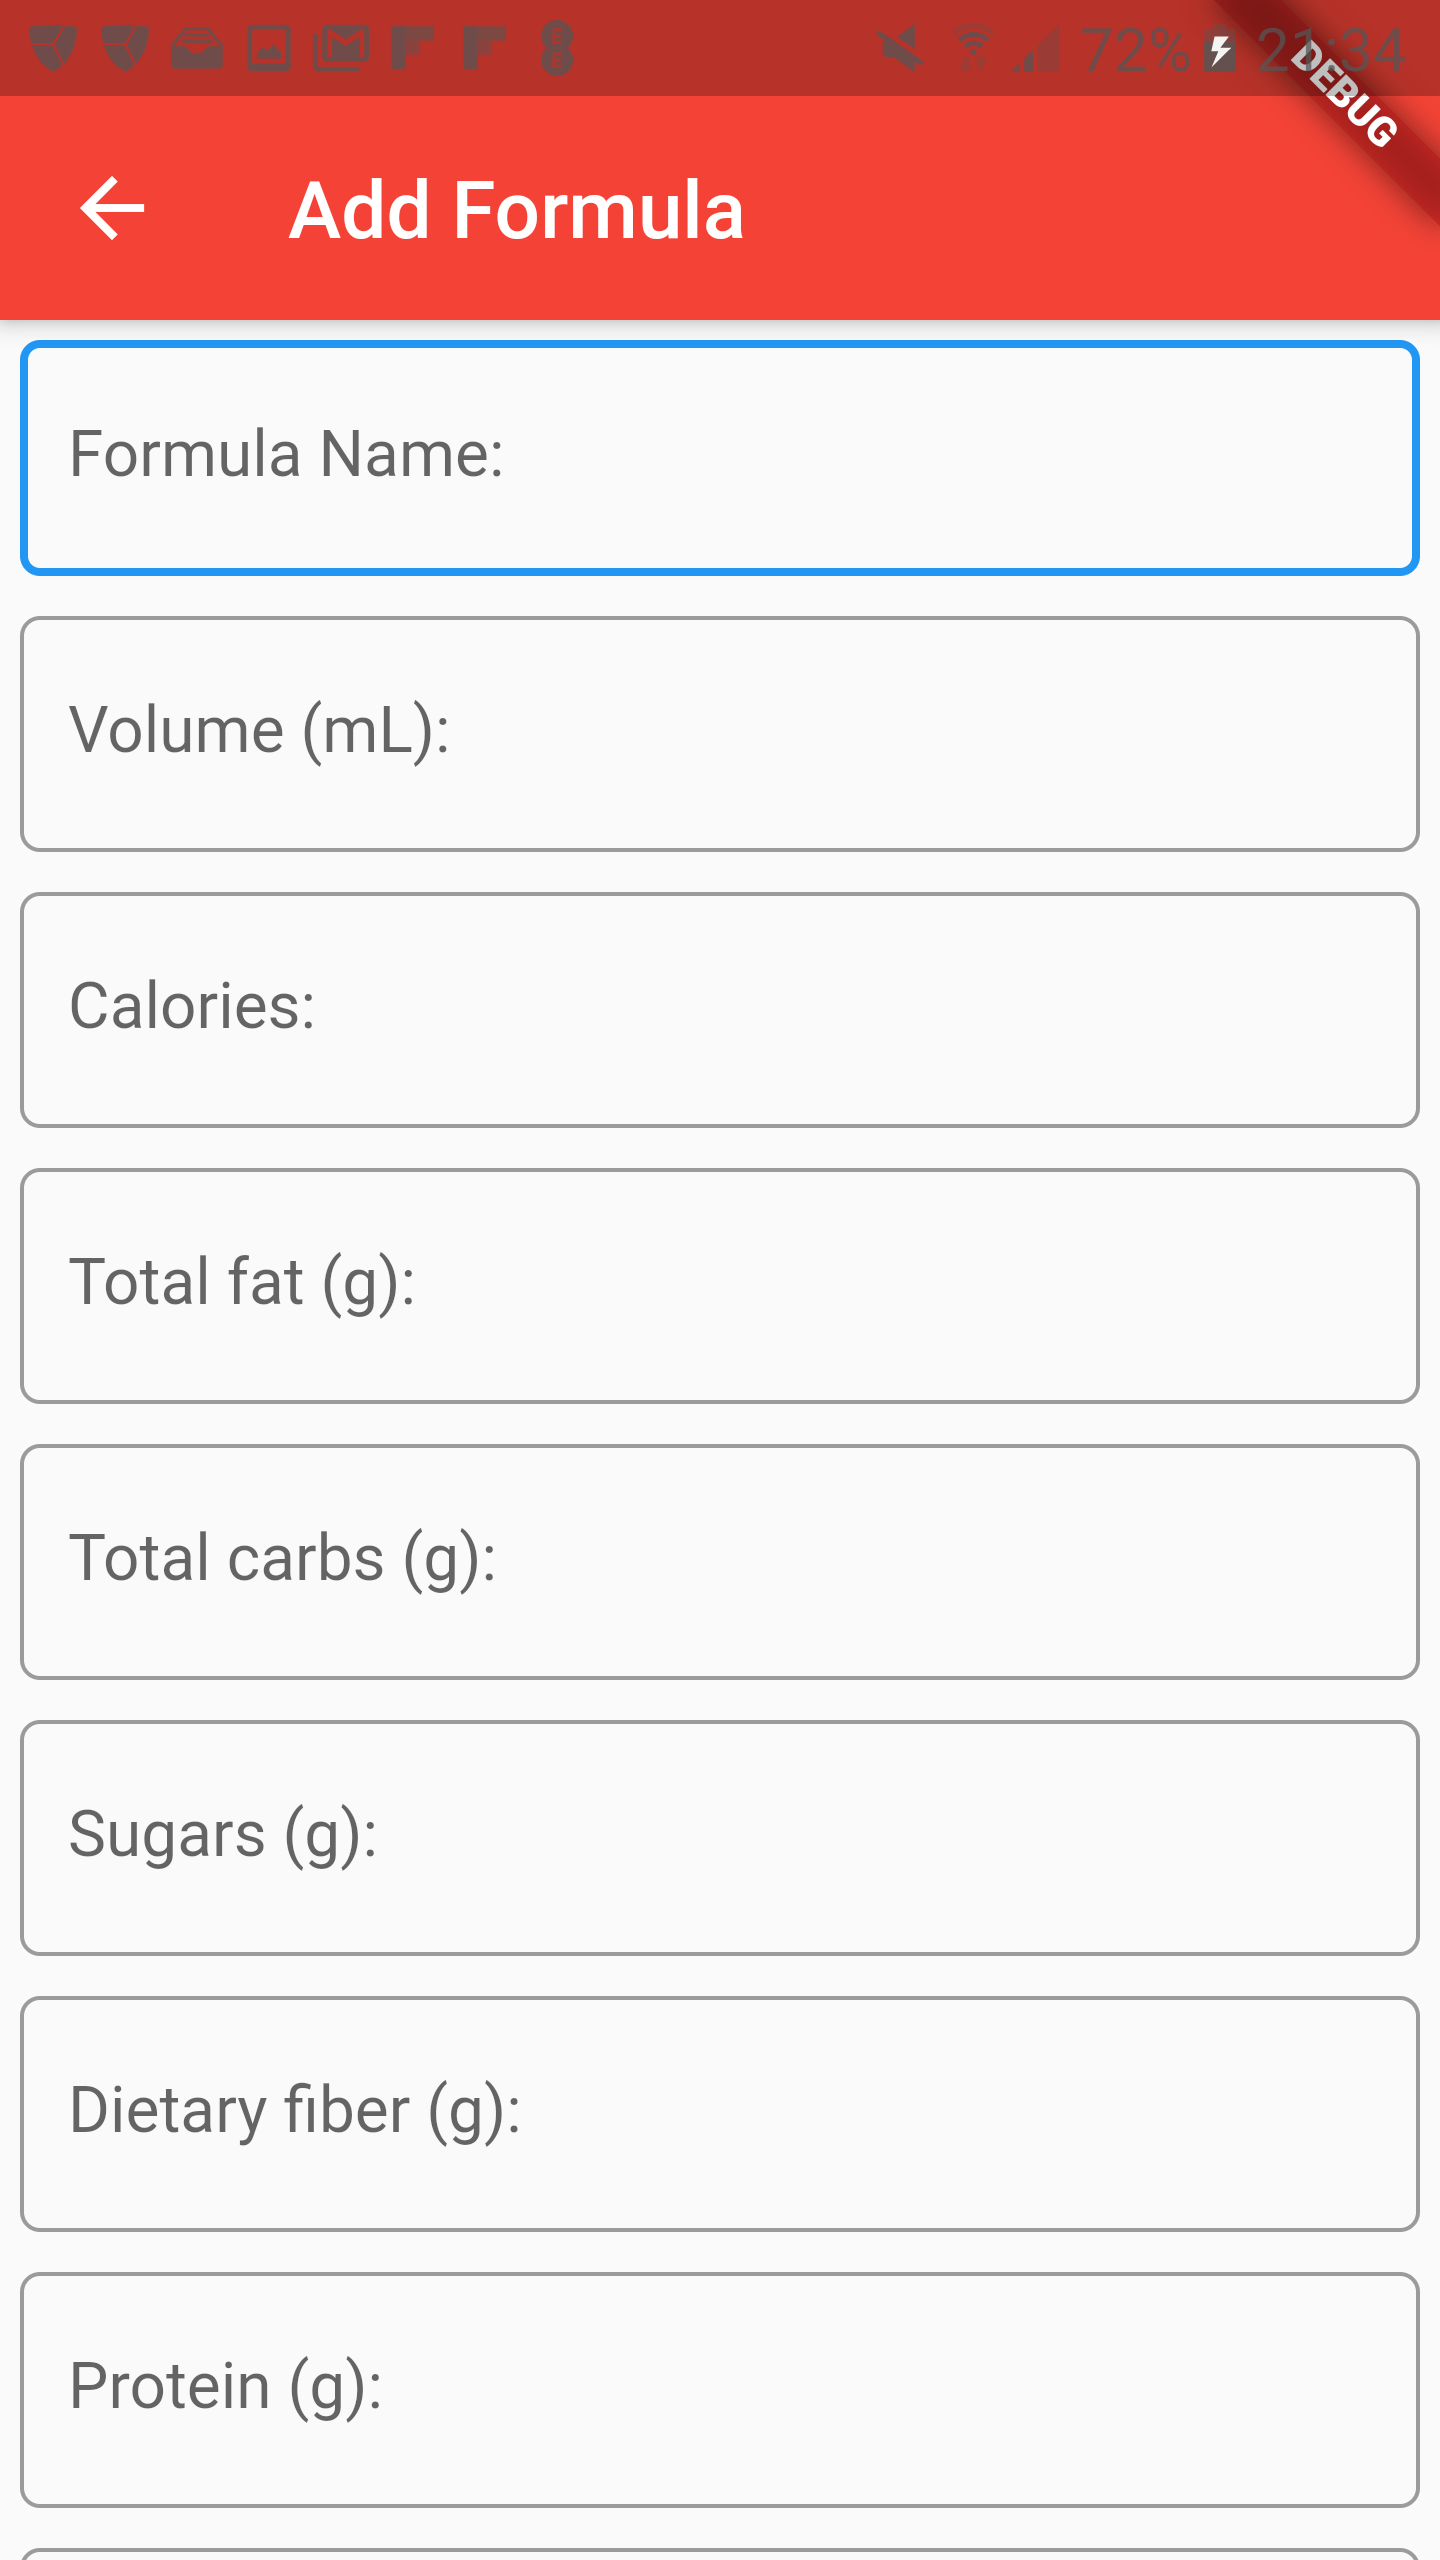 72% 21:34
DEBUG
Add Formula
Formula Name:
Volume (mL):
Calories:
Total fat (g):
Total carbs (g):
Sugars (g):
Dietary fiber (g):
Protein (g):